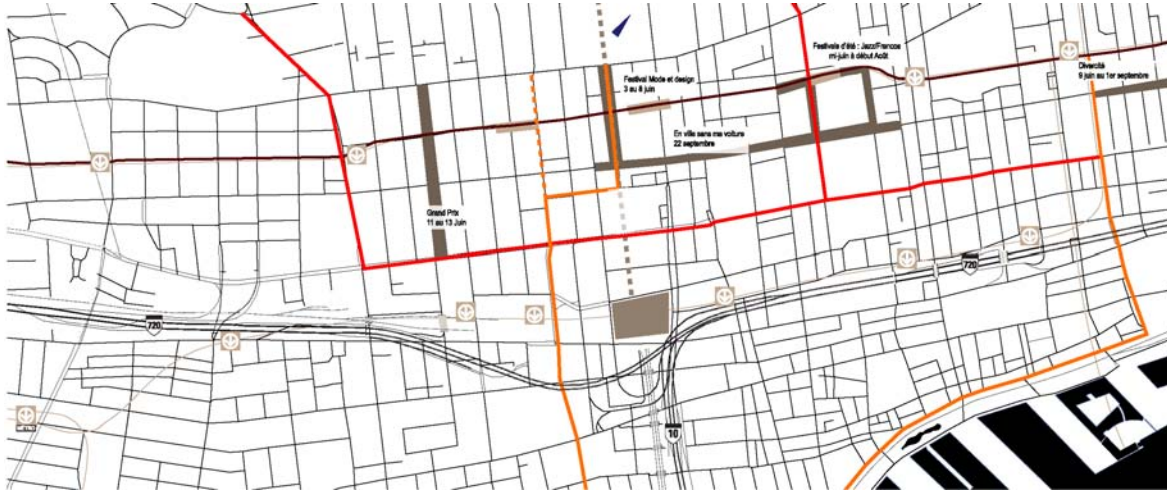 Festivals d'été : Jazz/Francos
mi-juin à début Août
Divercité
9 juin au 1er septembre
Festival Mode et design
3 au 8 juin
En ville sans ma voiture
22 septembre
Grand Prix
11 au 13 Juin
720
720
10